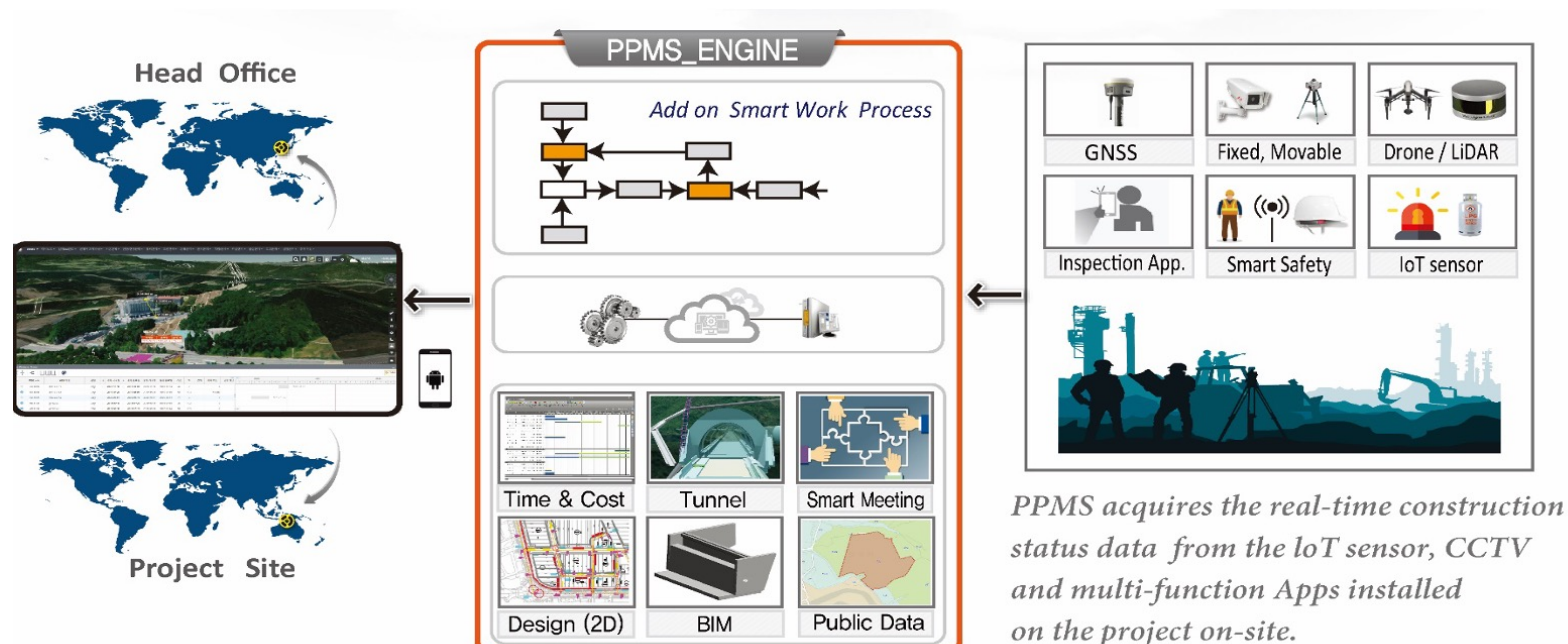 Head Office
Project Site
PPMS_ENGINE
Add on Smart Work Process
Time & Cost
Tunnel
Smart Meeting
Design (2D)
BIM
Public Data
GNSS
Fixed, Movable
Drone / LiDAR
Inspection App.
Smart Safety
IoT sensor
PPMS acquires the real-time construction
status data from the loT sensor, CCTV
and multi-function Apps installed
on the project on-site.